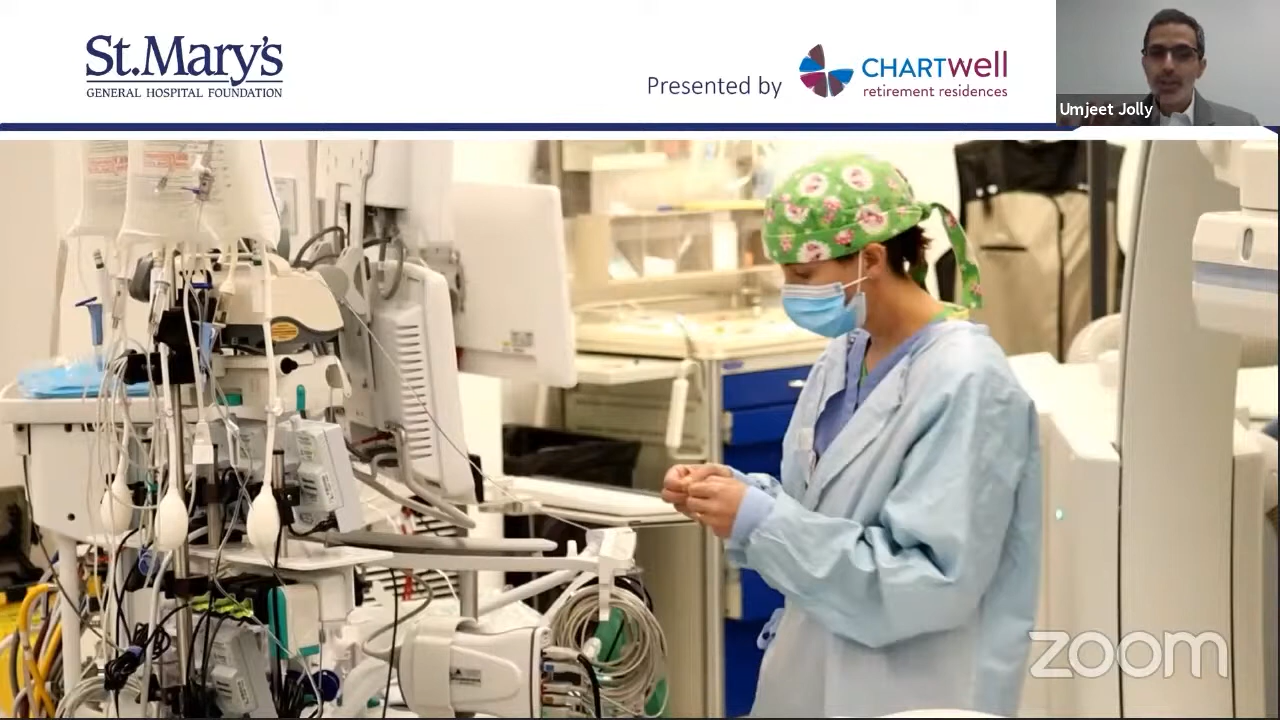 St.Mary's
GENERAL HOSPITAL FOUNDATION
Presented by
CHARTWell
retirement residences
Umjeet Jolly
zoom